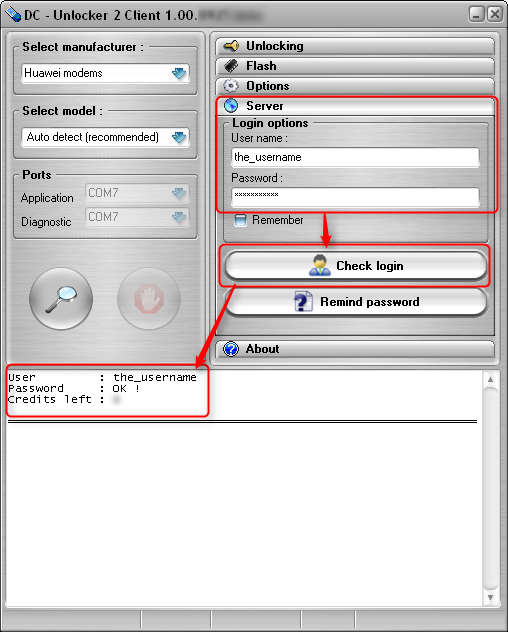 DC - Unlocker 2 Client 1.00.
Select manufacturer :
Huawei modems
Select model :
Auto detect (recommended)
Ports
Application COM7
Diagnostic COM7
Unlocking
Flash
Options
Server
Login options
User name :
the_username
Password :
***********
Remember
Check login
Remind password
About
User : the_username
Password : OK !
Credits left :